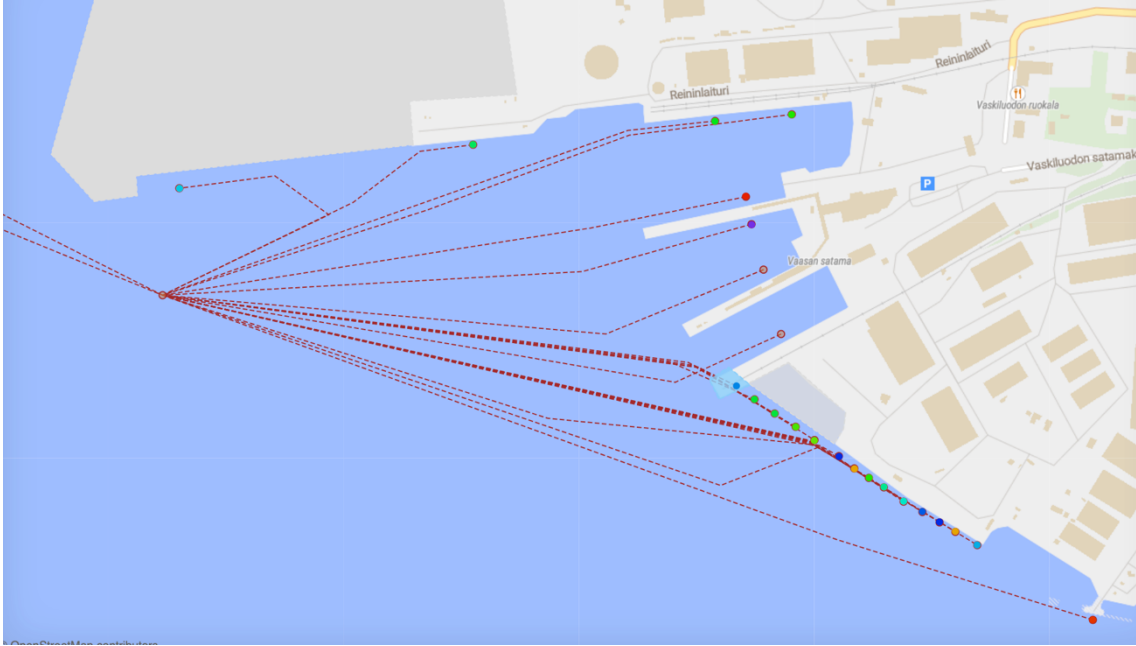 Reininlaituri
Reininlaituri
Vaskiluodon ruokala
Vaskiluodon satamak
P
Vaasan satama
OpenStreetMap contributors